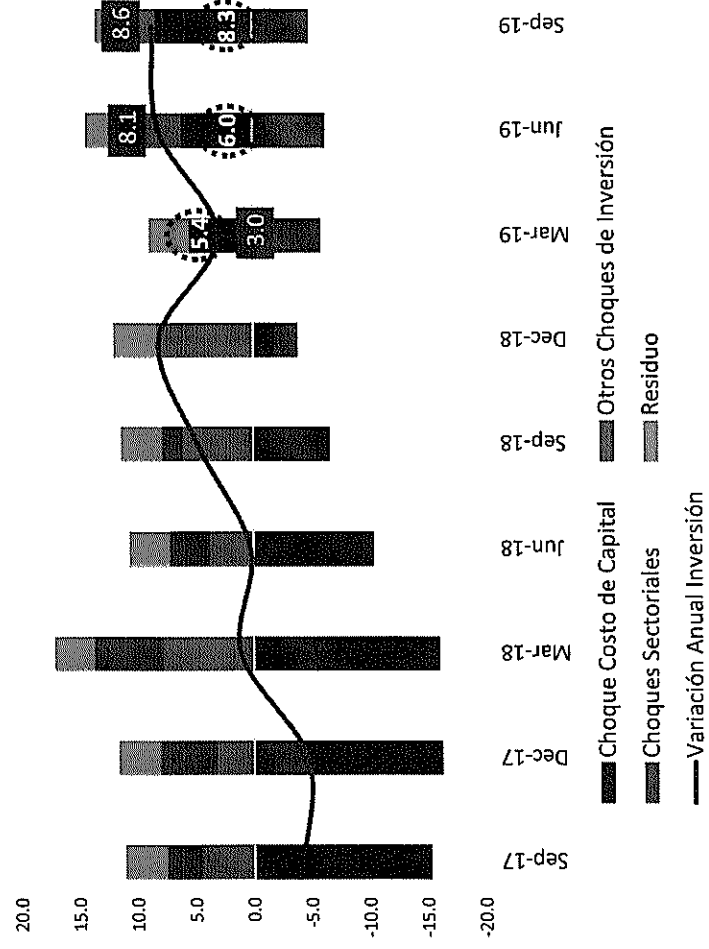 20.0
15.0
10.0
5.0
0.0
-5.0
-10.0
-15.0
-20.0
8.6
8.3
8.1
6.0
5.4
3.0
Sep-17
Dec-17
Mar-18
Jun-18
Sep-18
Dec-18
Mar-19
Jun-19
Sep-19
Choque Costo de Capital
Otros Choques de Inversión
Choques Sectoriales
Residuo
Variación Anual Inversión